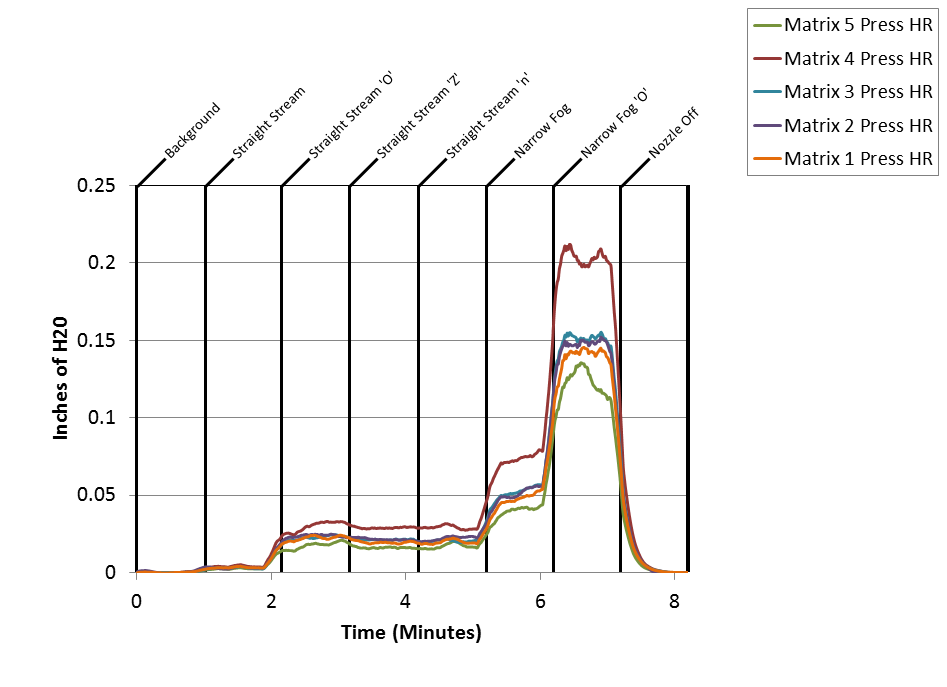 Matrix 5 Press HR
Matrix 4 Press HR
Matrix 3 Press HR
Matrix 2 Press HR
Matrix 1 Press HR
Background
Straight Stream
Straight Stream 'O'
Straight Stream 'Z'
Straight Stream 'n'
Narrow Fog
Narrow Fog 'O'
Nozzle Off
0.25
0.2
0.15
0.1
0.05
0
Inches of H20
0
2
4
6
8
Time (Minutes)